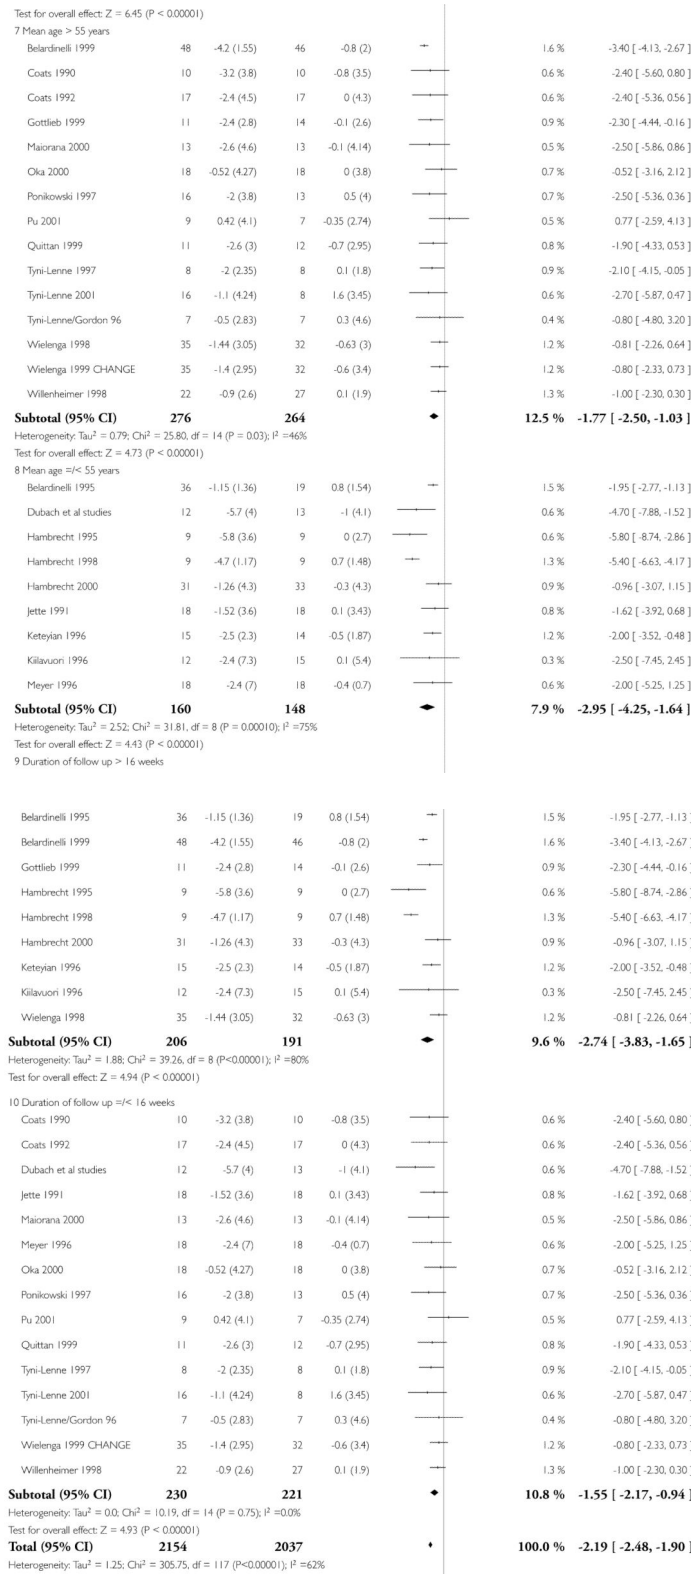 Test for overall effect: Z = 6.45 (P < 0.00001)
7 Mean age > 55 years
Belardinelli 1999 48 -4.2 (1.55) 46 -0.8 (2) 1.6 % -3.40 [ -4.13, -2.67 ]
Coats 1990 10 -3.2 (3.8) 10 -0.8 (3.5) 0.6 % -2.40 [ -5.60, 0.80 ]
Coats 1992 17 -2.4 (4.5) 17 0 (4.3) 0.6 % -2.40 [ -5.36, 0.56 ]
Gottlieb 1999 11 -2.4 (2.8) 14 -0.1 (2.6) 0.9 % -2.30 [ -4.44, -0.16 ]
Maiorana 2000 13 -2.6 (4.6) 13 -0.1 (4.14) 0.5 % -2.50 [ -5.86, 0.86 ]
Oka 2000 18 -0.52 (4.27) 18 0 (3.8) 0.7 % -0.52 [ -3.16, 2.12 ]
Ponikowski 1997 16 -2 (3.8) 13 0.5 (4) 0.7 % -2.50 [ -5.36, 0.36 ]
Pu 2001 9 0.42 (4.1) 7 -0.35 (2.74) 0.5 % 0.77 [ -2.59, 4.13 ]
Quittan 1999 11 -2.6 (3) 12 -0.7 (2.95) 0.8 % -1.90 [ -4.33, 0.53 ]
Tyni-Lenne 1997 8 -2 (2.35) 8 0.1 (1.8) 0.9 % -2.10 [ -4.15, -0.05 ]
Tyni-Lenne 2001 16 -1.1 (4.24) 8 1.6 (3.45) 0.6 % -2.70 [ -5.87, 0.47 ]
Tyni-Lenne/Gordon 96 7 -0.5 (2.83) 7 0.3 (4.6) 0.4 % -0.80 [ -4.80, 3.20 ]
Wielenga 1998 35 -1.44 (3.05) 32 -0.63 (3) 1.2 % -0.81 [ -2.26, 0.64 ]
Wielenga 1999 CHANGE 35 -1.4 (2.95) 32 -0.6 (3.4) 1.2 % -0.80 [ -2.33, 0.73 ]
Willenheimer 1998 22 -0.9 (2.6) 27 0.1 (1.9) 1.3 % -1.00 [ -2.30, 0.30 ]
Subtotal (95% CI) 276 264 12.5 % -1.77 [ -2.50, -1.03 ]
Heterogeneity: Tau² = 0.79; Chi² = 25.80, df = 14 (P = 0.03); I² =46%
Test for overall effect: Z = 4.73 (P < 0.00001)
8 Mean age =/< 55 years
Belardinelli 1995 36 -1.15 (1.36) 19 0.8 (1.54) 1.5 % -1.95 [ -2.77, -1.13 ]
Dubach et al studies 12 -5.7 (4) 13 -1 (4.1) 0.6 % -4.70 [ -7.88, -1.52 ]
Hambrecht 1995 9 -5.8 (3.6) 9 0 (2.7) 0.6 % -5.80 [ -8.74, -2.86 ]
Hambrecht 1998 9 -4.7 (1.17) 9 0.7 (1.48) 1.3 % -5.40 [ -6.63, -4.17 ]
Hambrecht 2000 31 -1.26 (4.3) 33 -0.3 (4.3) 0.9 % -0.96 [ -3.07, 1.15 ]
Jette 1991 18 -1.52 (3.6) 18 0.1 (3.43) 0.8 % -1.62 [ -3.92, 0.68 ]
Keteyian 1996 15 -2.5 (2.3) 14 -0.5 (1.87) 1.2 % -2.00 [ -3.52, -0.48 ]
Kiilavuori 1996 12 -2.4 (7.3) 15 0.1 (5.4) 0.3 % -2.50 [ -7.45, 2.45 ]
Meyer 1996 18 -2.4 (7) 18 -0.4 (0.7) 0.6 % -2.00 [ -5.25, 1.25 ]
Subtotal (95% CI) 160 148 7.9 % -2.95 [ -4.25, -1.64 ]
Heterogeneity: Tau² = 2.52; Chi² = 31.81, df = 8 (P = 0.00010); I² =75%
Test for overall effect: Z = 4.43 (P < 0.00001)
9 Duration of follow up > 16 weeks
Belardinelli 1995 36 -1.15 (1.36) 19 0.8 (1.54) 1.5 % -1.95 [ -2.77, -1.13 ]
Belardinelli 1999 48 -4.2 (1.55) 46 -0.8 (2) 1.6 % -3.40 [ -4.13, -2.67 ]
Gottlieb 1999 11 -2.4 (2.8) 14 -0.1 (2.6) 0.9 % -2.30 [ -4.44, -0.16 ]
Hambrecht 1995 9 -5.8 (3.6) 9 0 (2.7) 0.6 % -5.80 [ -8.74, -2.86 ]
Hambrecht 1998 9 -4.7 (1.17) 9 0.7 (1.48) 1.3 % -5.40 [ -6.63, -4.17 ]
Hambrecht 2000 31 -1.26 (4.3) 33 -0.3 (4.3) 0.9 % -0.96 [ -3.07, 1.15 ]
Keteyian 1996 15 -2.5 (2.3) 14 -0.5 (1.87) 1.2 % -2.00 [ -3.52, -0.48 ]
Kiilavuori 1996 12 -2.4 (7.3) 15 0.1 (5.4) 0.3 % -2.50 [ -7.45, 2.45 ]
Wielenga 1998 35 -1.44 (3.05) 32 -0.63 (3) 1.2 % -0.81 [ -2.26, 0.64 ]
Subtotal (95% CI) 206 191 9.6 % -2.74 [ -3.83, -1.65 ]
Heterogeneity: Tau² = 1.88; Chi² = 39.26, df = 8 (P<0.00001); I² =80%
Test for overall effect: Z = 4.94 (P < 0.00001)
10 Duration of follow up =/< 16 weeks
Coats 1990 10 -3.2 (3.8) 10 -0.8 (3.5) 0.6 % -2.40 [ -5.60, 0.80 ]
Coats 1992 17 -2.4 (4.5) 17 0 (4.3) 0.6 % -2.40 [ -5.36, 0.56 ]
Dubach et al studies 12 -5.7 (4) 13 -1 (4.1) 0.6 % -4.70 [ -7.88, -1.52 ]
Jette 1991 18 -1.52 (3.6) 18 0.1 (3.43) 0.8 % -1.62 [ -3.92, 0.68 ]
Maiorana 2000 13 -2.6 (4.6) 13 -0.1 (4.14) 0.5 % -2.50 [ -5.86, 0.86 ]
Meyer 1996 18 -2.4 (7) 18 -0.4 (0.7) 0.6 % -2.00 [ -5.25, 1.25 ]
Oka 2000 18 -0.52 (4.27) 18 0 (3.8) 0.7 % -0.52 [ -3.16, 2.12 ]
Ponikowski 1997 16 -2 (3.8) 13 0.5 (4) 0.7 % -2.50 [ -5.36, 0.36 ]
Pu 2001 9 0.42 (4.1) 7 -0.35 (2.74) 0.5 % 0.77 [ -2.59, 4.13 ]
Quittan 1999 11 -2.6 (3) 12 -0.7 (2.95) 0.8 % -1.90 [ -4.33, 0.53 ]
Tyni-Lenne 1997 8 -2 (2.35) 8 0.1 (1.8) 0.9 % -2.10 [ -4.15, -0.05 ]
Tyni-Lenne 2001 16 -1.1 (4.24) 8 1.6 (3.45) 0.6 % -2.70 [ -5.87, 0.47 ]
Tyni-Lenne/Gordon 96 7 -0.5 (2.83) 7 0.3 (4.6) 0.4 % -0.80 [ -4.80, 3.20 ]
Wielenga 1999 CHANGE 35 -1.4 (2.95) 32 -0.6 (3.4) 1.2 % -0.80 [ -2.33, 0.73 ]
Willenheimer 1998 22 -0.9 (2.6) 27 0.1 (1.9) 1.3 % -1.00 [ -2.30, 0.30 ]
Subtotal (95% CI) 230 221 10.8 % -1.55 [ -2.17, -0.94 ]
Heterogeneity: Tau² = 0.0; Chi² = 10.19, df = 14 (P = 0.75); I² =0.0%
Test for overall effect: Z = 4.93 (P < 0.00001)
Total (95% CI) 2154 2037 100.0 % -2.19 [ -2.48, -1.90 ]
Heterogeneity: Tau² = 1.25; Chi² = 305.75, df = 117 (P<0.00001); I² =62%